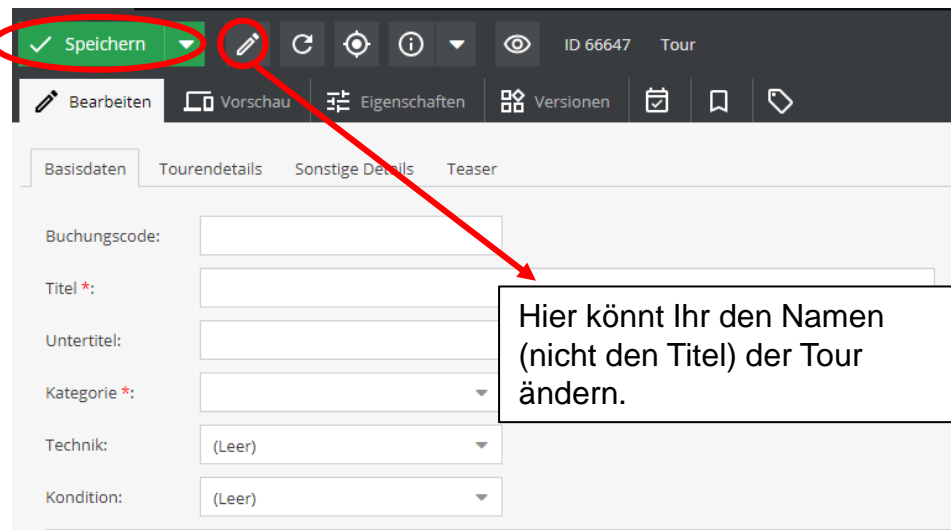 Speichern ID 66647 Tour
Bearbeiten Vorschau Eigenschaften Versionen
Basisdaten Tourendetails Sonstige Details Teaser
Buchungscode:
Titel *:
Untertitel:
Kategorie *:
Technik: (Leer)
Kondition: (Leer)
Hier könnt Ihr den Namen
(nicht den Titel) der Tour
ändern.